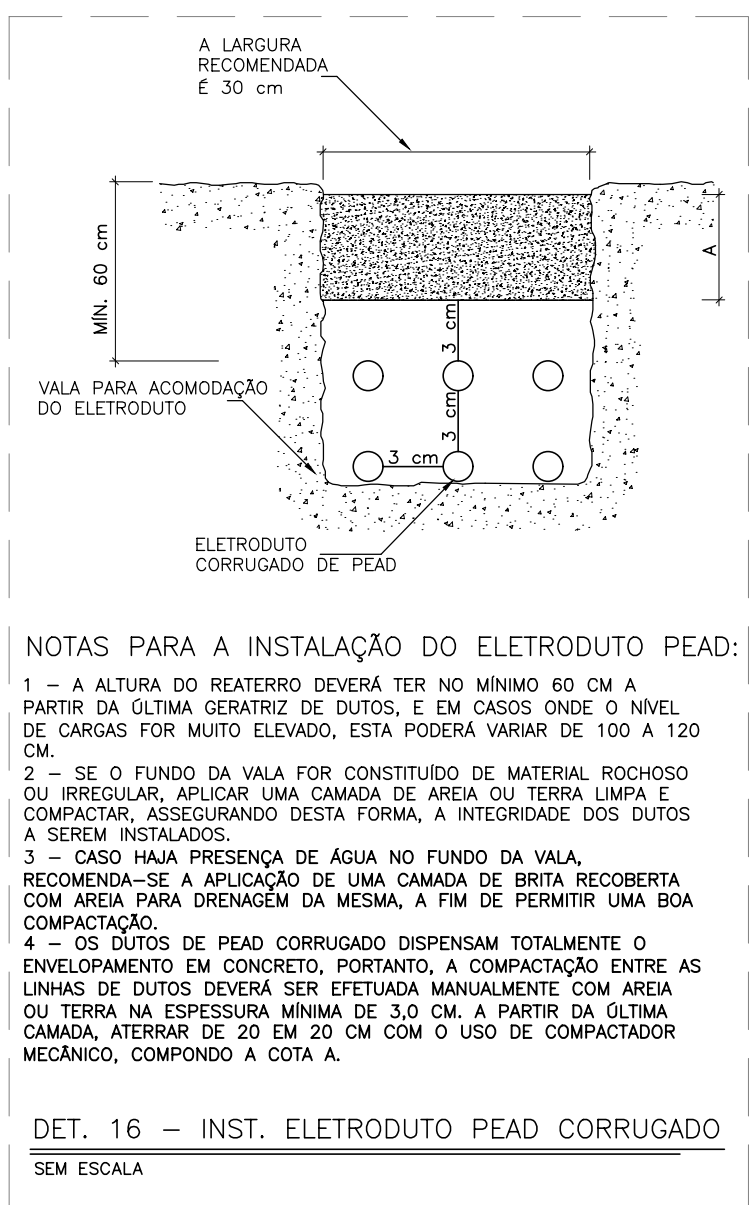 A LARGURA
RECOMENDADA
É 30 cm
MÍN. 60 cm
A
3 cm
3 cm
3 cm
VALA PARA ACOMODAÇÃO
DO ELETRODUTO
ELETRODUTO
CORRUGADO DE PEAD
NOTAS PARA A INSTALAÇÃO DO ELETRODUTO PEAD:
1 – A ALTURA DO REATERRO DEVERÁ TER NO MÍNIMO 60 CM A
PARTIR DA ÚLTIMA GERATRIZ DE DUTOS, E EM CASOS ONDE O NÍVEL
DE CARGAS FOR MUITO ELEVADO, ESTA PODERÁ VARIAR DE 100 A 120
CM.
2 – SE O FUNDO DA VALA FOR CONSTITUÍDO DE MATERIAL ROCHOSO
OU IRREGULAR, APLICAR UMA CAMADA DE AREIA OU TERRA LIMPA E
COMPACTAR, ASSEGURANDO DESTA FORMA, A INTEGRIDADE DOS DUTOS
A SEREM INSTALADOS.
3 – CASO HAJA PRESENÇA DE ÁGUA NO FUNDO DA VALA,
RECOMENDA–SE A APLICAÇÃO DE UMA CAMADA DE BRITA RECOBERTA
COM AREIA PARA DRENAGEM DA MESMA, A FIM DE PERMITIR UMA BOA
COMPACTAÇÃO.
4 – OS DUTOS DE PEAD CORRUGADO DISPENSAM TOTALMENTE O
ENVELOPAMENTO EM CONCRETO, PORTANTO, A COMPACTAÇÃO ENTRE AS
LINHAS DE DUTOS DEVERÁ SER EFETUADA MANUALMENTE COM AREIA
OU TERRA NA ESPESSURA MÍNIMA DE 3,0 CM. A PARTIR DA ÚLTIMA
CAMADA, ATERRAR DE 20 EM 20 CM COM O USO DE COMPACTADOR
MECÂNICO, COMPONDO A COTA A.
DET. 16 – INST. ELETRODUTO PEAD CORRUGADO
SEM ESCALA